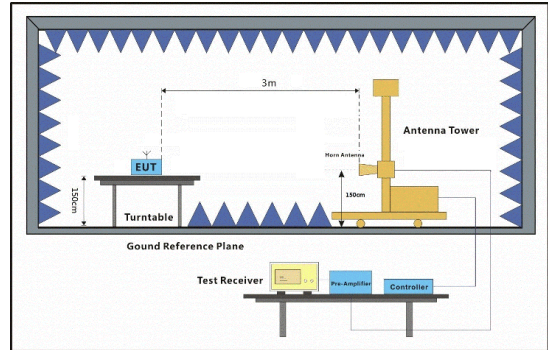 3m
Antenna Tower
Horn Antenna
EUT
150cm
150cm
Turntable
Gound Reference Plane
Test Receiver
Pre-Amplifier
Controller